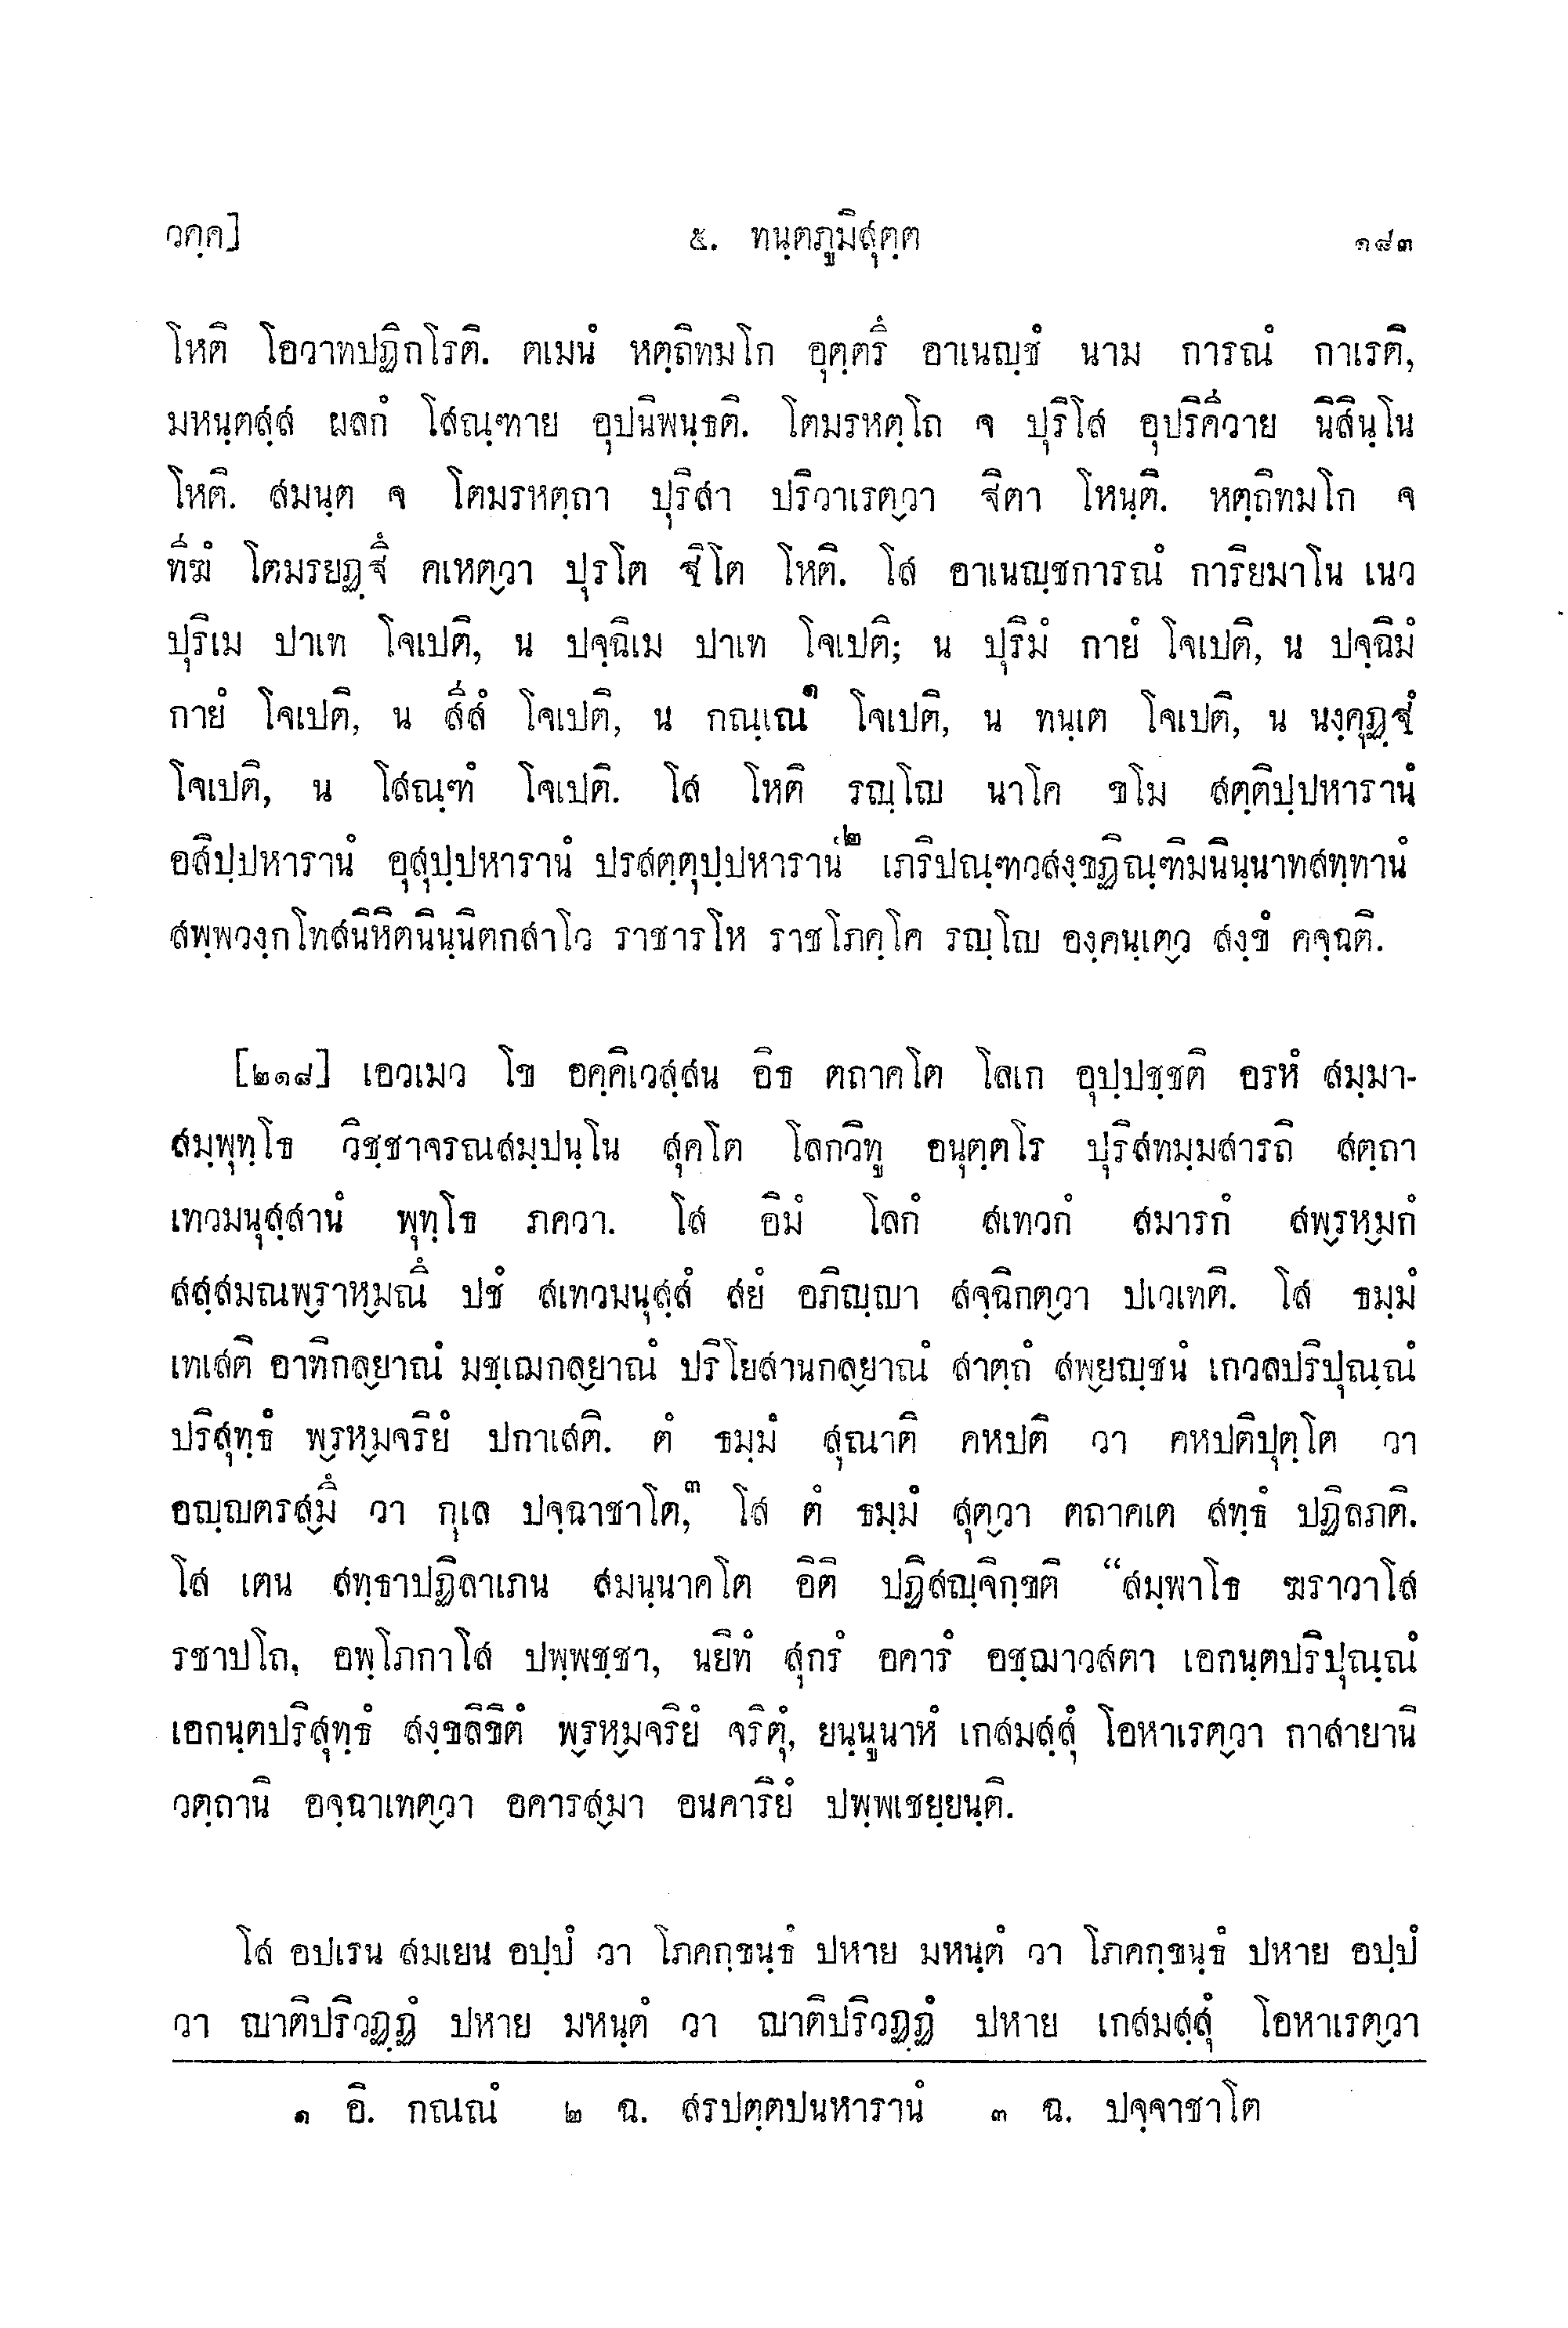 วคฺค]
๕. ทนฺตภูมิสุตฺต
๑๘๓
โหติ โอวาทปฏิกโรติ. ตเมนํ หตฺถิทมโก อุตฺตรึ อาเนญฺชํ นาม การณํ กาเรติ,
มหนฺตสฺส ผลกํ โสณฺฑาย อุปนิพนฺธติ. โตมรหตฺโถ จ ปุริโส อุปริคีวาย นิสินฺโน
โหติ. สมนฺต จ โตมรหตฺถา ปุริสา ปริวาเรตฺวา ฐิตา โหนฺติ. หตฺถิทมโก จ
ทีฆํ โตมรยฏฺฐึ คเหตฺวา ปุรโต ฐิโต โหติ. โส อาเนญฺชการณํ การิยมาโน เนว
ปุริเม ปาเท โจเปติ, น ปจฺฉิเม ปาเท โจเปติ; น ปุริมํ กายํ โจเปติ, น ปจฺฉิมํ
กายํ โจเปติ, น สีสํ โจเปติ, น กณฺเณ๑ โจเปติ, น ทนฺเต โจเปติ, น นงฺคุฏฺฐํ
โจเปติ, น โสณฺฑํ โจเปติ. โส โหติ รญฺโญ นาโค ขโม สตฺติปฺปหารานํ
อสิปฺปหารานํ อุสุปฺปหารานํ ปรสตฺตุปฺปหารานํ๒ เภริปณฺฑวสงฺขฏิณฺฑิมนินฺนาทสทฺทานํ
สพฺพวงฺกโทสนิหิตนินฺนิตกสาโว ราชารโห ราชโภคฺโค รญฺโญ องฺคนฺเตฺว สงฺขํ คจฺฉติ.
[๒๑๘] เอวเมว โข อคฺคิเวสฺสน อิธ ตถาคโต โลเก อุปฺปชฺชติ อรหํ สมฺมา-
สมฺพุทฺโธ วิชฺชาจรณสมฺปนฺโน สุคโต โลกวิทู อนุตฺตโร ปุริสทมฺมสารถิ สตฺถา
เทวมนุสฺสานํ พุทฺโธ ภควา. โส อิมํ โลกํ สเทวกํ สมารกํ สพฺรหฺมกํ
สสฺสมณพฺราหฺมณึ ปชํ สเทวมนุสฺสํ สยํ อภิญฺญา สจฺฉิกตฺวา ปเวเทติ. โส ธมฺมํ
เทเสติ อาทิกลฺยาณํ มชฺเฌกลฺยาณํ ปริโยสานกลฺยาณํ สาตฺถํ สพฺยญฺชนํ เกวลปริปุณฺณํ
ปริสุทฺธํ พฺรหฺมจริยํ ปกาเสติ. ตํ ธมฺมํ สุณาติ คหปติ วา คหปติปุตฺโต วา
อญฺญตรสฺมึ วา กุเล ปจฺฉาชาโต,๓ โส ตํ ธมฺมํ สุตฺวา ตถาคเต สทฺธํ ปฏิลภติ.
โส เตน สทฺธาปฏิลาเภน สมนฺนาคโต อิติ ปฏิสญฺจิกฺขติ “สมฺพาโธ ฆราวาโส
รชาปโถ, อพฺโภกาโส ปพฺพชฺชา, นยิทํ สุกรํ อคารํ อชฺฌาวสตา เอกนฺตปริปุณฺณํ
เอกนฺตปริสุทฺธํ สงฺขลิขิตํ พฺรหฺมจริยํ จริตุํ, ยนฺนูนาหํ เกสมสฺสุํ โอหาเรตฺวา กาสายานิ
วตฺถานิ อจฺฉาเทตฺวา อคารสฺมา อนคาริยํ ปพฺพเชยฺยนฺติ.
โส อปเรน สมเยน อปฺปํ วา โภคกฺขนฺธํ ปหาย มหนฺตํ วา โภคกฺขนฺธํ ปหาย อปฺปํ
วา ญาติปริวฏฺฏํ ปหาย มหนฺตํ วา ญาติปริวฏฺฏํ ปหาย เกสมสฺสุํ โอหาเรตฺวา
๑ อิ. กณณํ ๒ ฉ. สรปตฺตปนหารานํ ๓ ฉ. ปจฺจาชาโต